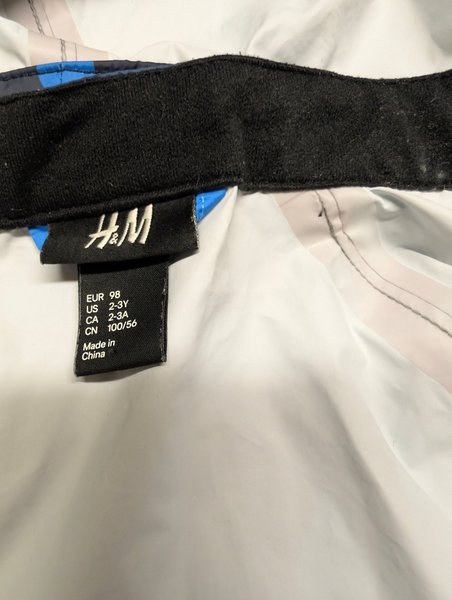 H&M
EUR 98
US 2-3Y
CA 2-3A
CN 100/56
Made in
China